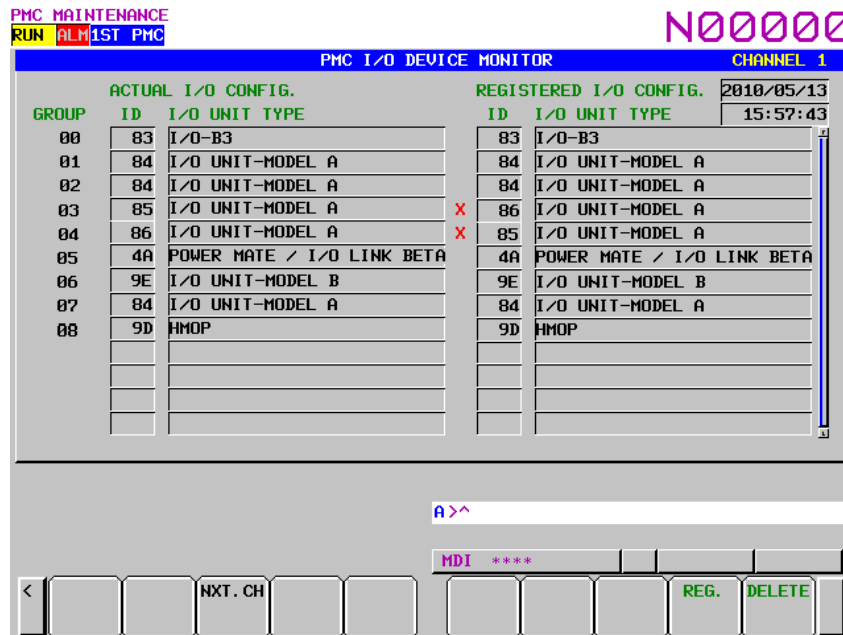 PMC MAINTENANCE
RUN ALM 1ST PMC N00000
PMC I/O DEVICE MONITOR CHANNEL 1
ACTUAL I/O CONFIG. REGISTERED I/O CONFIG. 2010/05/13
GROUP ID I/O UNIT TYPE ID I/O UNIT TYPE 15:57:43
00 83 I/O-B3 83 I/O-B3
01 84 I/O UNIT-MODEL A 84 I/O UNIT-MODEL A
02 84 I/O UNIT-MODEL A 84 I/O UNIT-MODEL A
03 85 I/O UNIT-MODEL A X 86 I/O UNIT-MODEL A
04 86 I/O UNIT-MODEL A X 85 I/O UNIT-MODEL A
05 4A POWER MATE / I/O LINK BETA 4A POWER MATE / I/O LINK BETA
06 9E I/O UNIT-MODEL B 9E I/O UNIT-MODEL B
07 84 I/O UNIT-MODEL A 84 I/O UNIT-MODEL A
08 9D HMOP 9D HMOP
A>^
MDI ****
< NXT.CH REG. DELETE